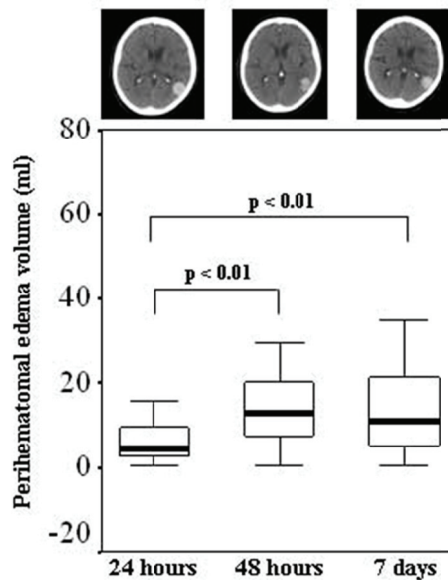 Perihematomal edema volume (ml)
80
60
40
20
0
-20
p < 0.01
p < 0.01
24 hours
48 hours
7 days